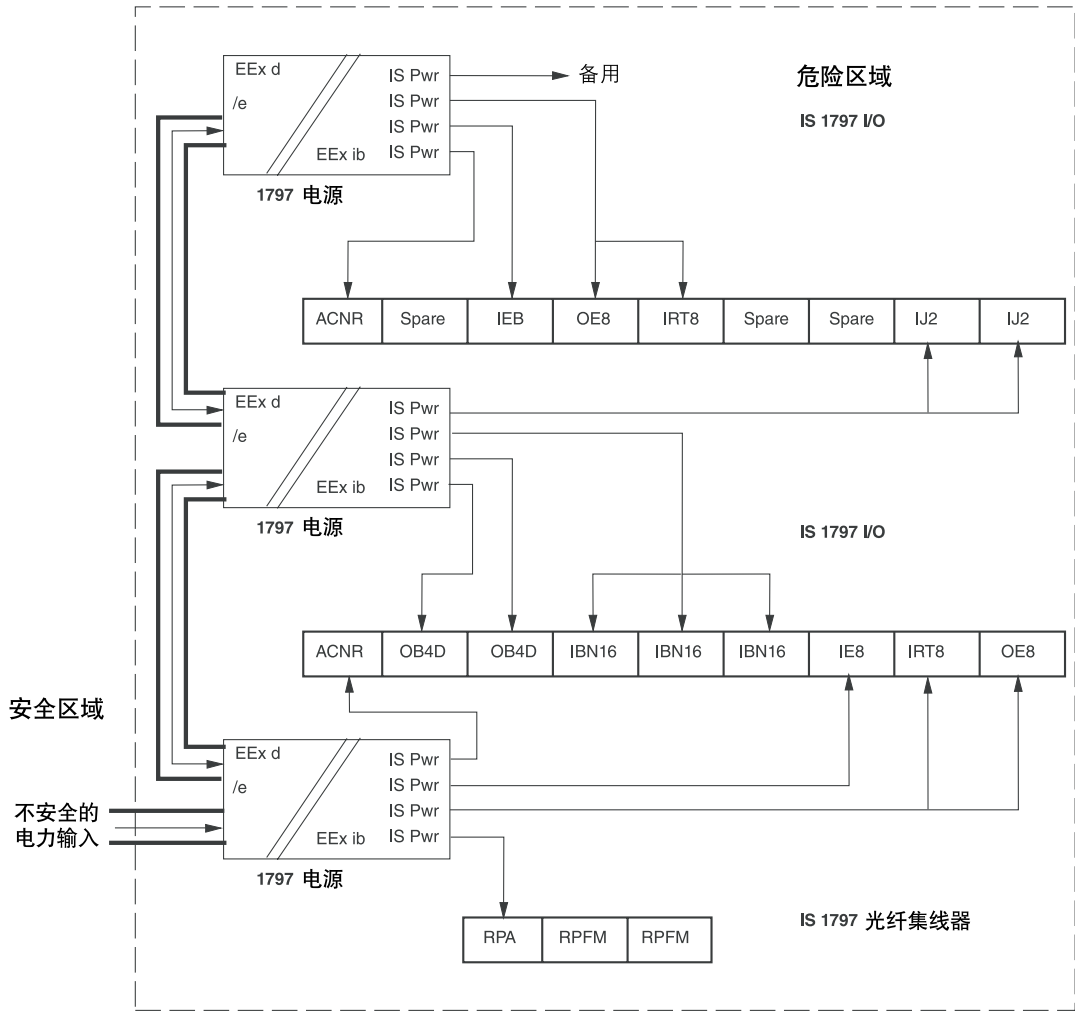 EEx d
/e
EEx ib
IS Pwr
IS Pwr
IS Pwr
IS Pwr
备用
危险区域
IS 1797 I/O
1797 电源
ACNR
Spare
IEB
OE8
IRT8
Spare
Spare
IJ2
IJ2
EEx d
/e
EEx ib
IS Pwr
IS Pwr
IS Pwr
IS Pwr
1797 电源
IS 1797 I/O
ACNR
OB4D
OB4D
IBN16
IBN16
IBN16
IE8
IRT8
OE8
安全区域
不安全的
电力输入
EEx d
/e
EEx ib
IS Pwr
IS Pwr
IS Pwr
IS Pwr
1797 电源
RPA
RPFM
RPFM
IS 1797 光纤集线器